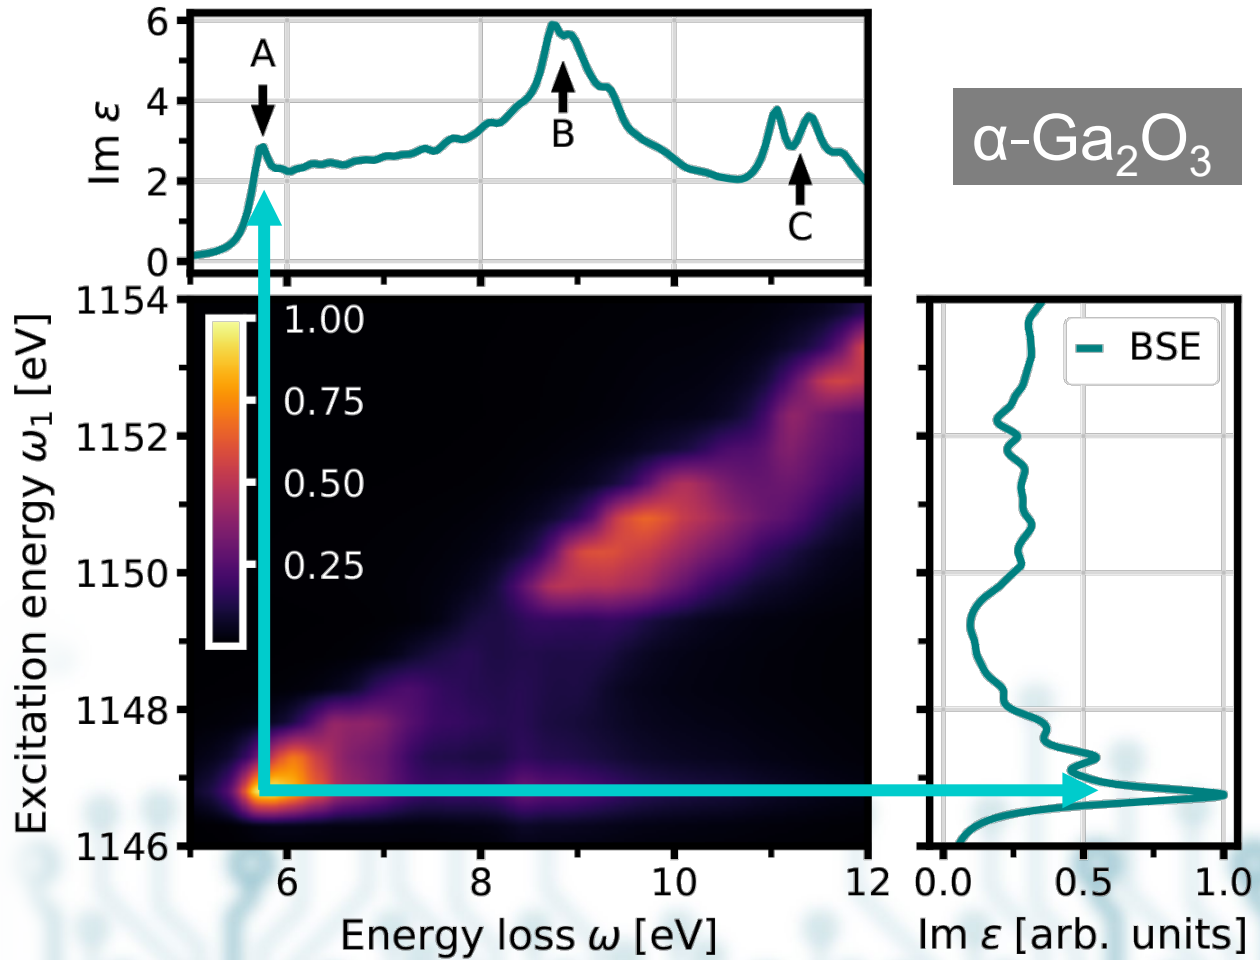 6
4
2
0
Im ε
A
B
C
α-Ga₂O₃
1154
1152
1150
1148
1146
Excitation energy ω₁ [eV]
1.00
0.75
0.50
0.25
6 8 10 12
Energy loss ω [eV]
BSE
0.0 0.5 1.0
Im ε [arb. units]